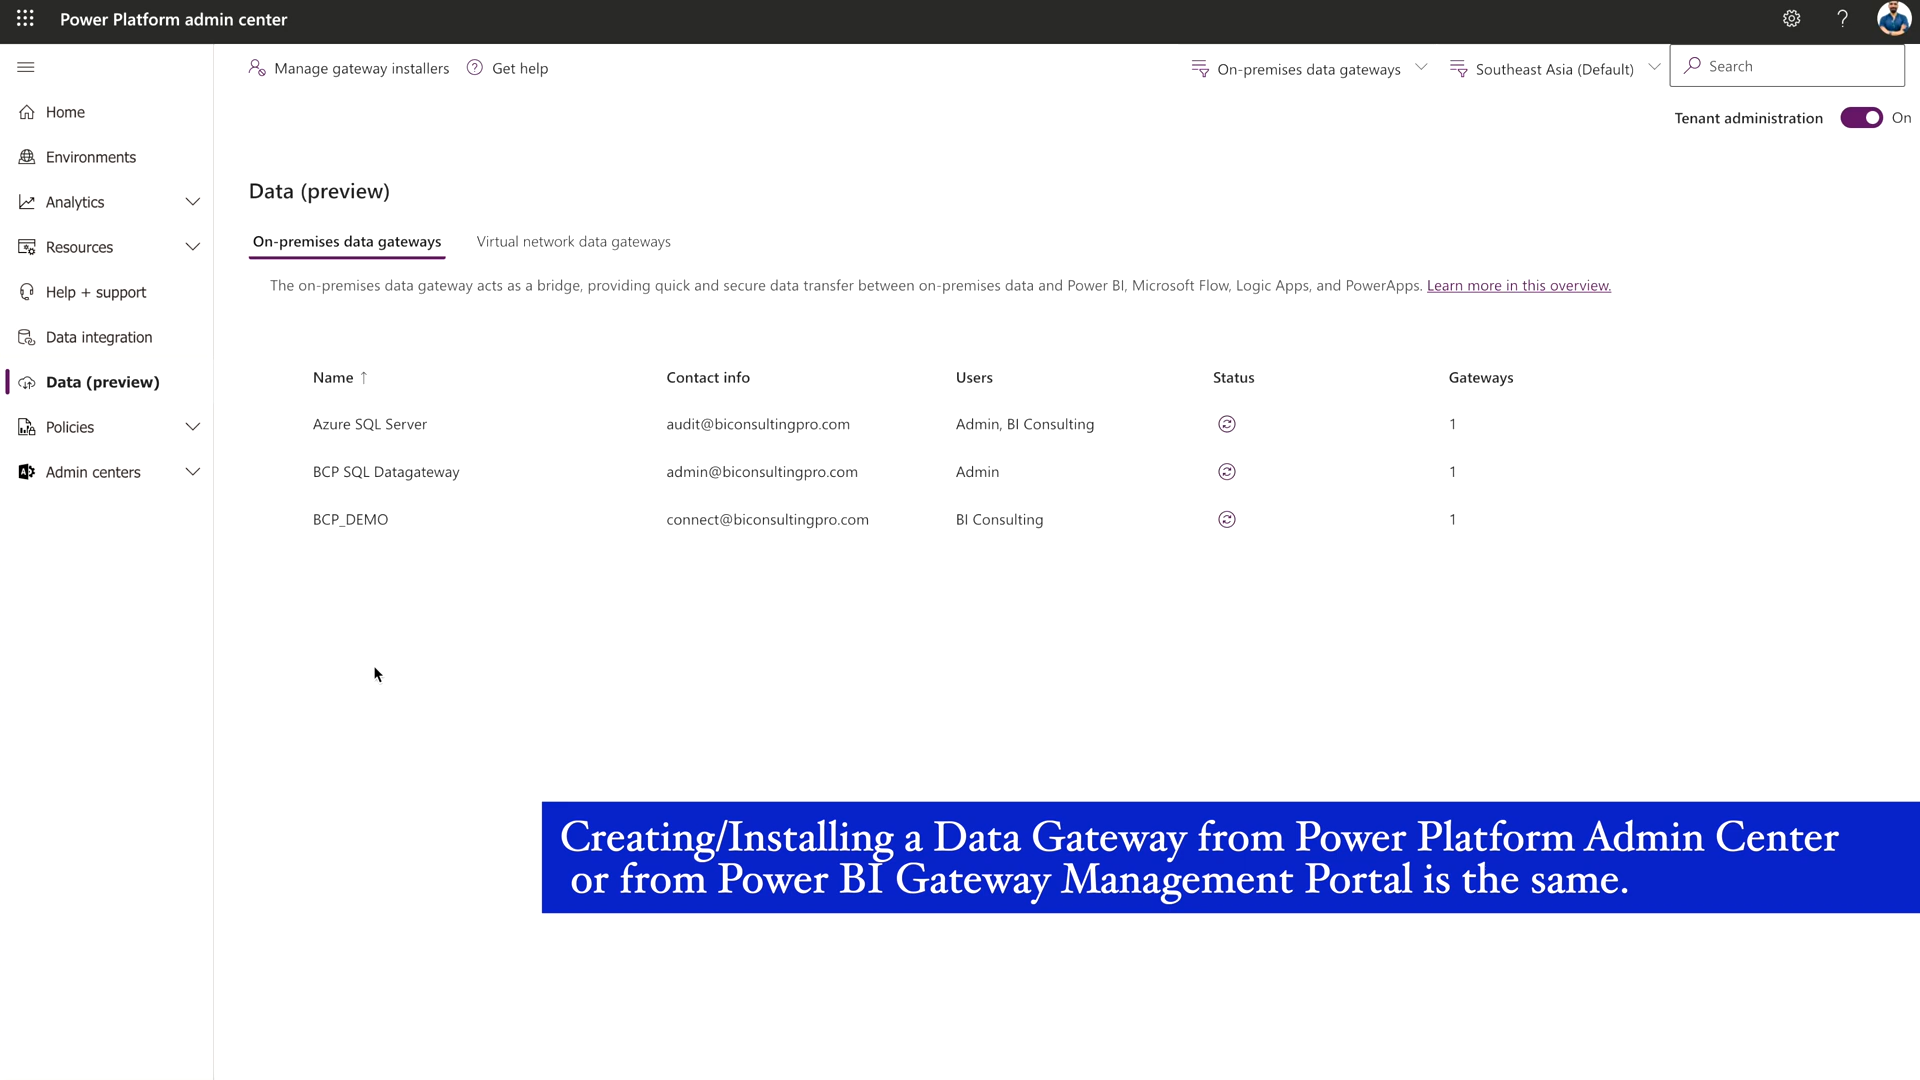 Power Platform admin center
Manage gateway installers
Get help
On-premises data gateways
Southeast Asia (Default)
Search
Tenant administration
On
Home
Environments
Analytics
Resources
Help + support
Data integration
Data (preview)
Policies
Admin centers
Data (preview)
On-premises data gateways
Virtual network data gateways
The on-premises data gateway acts as a bridge, providing quick and secure data transfer between on-premises data and Power BI, Microsoft Flow, Logic Apps, and PowerApps. Learn more in this overview.
Name ↑ Contact info Users Status Gateways
Azure SQL Server audit@biconsultingpro.com Admin, BI Consulting 1
BCP SQL Datagateway admin@biconsultingpro.com Admin 1
BCP_DEMO connect@biconsultingpro.com BI Consulting 1
Creating/Installing a Data Gateway from Power Platform Admin Center
or from Power BI Gateway Management Portal is the same.